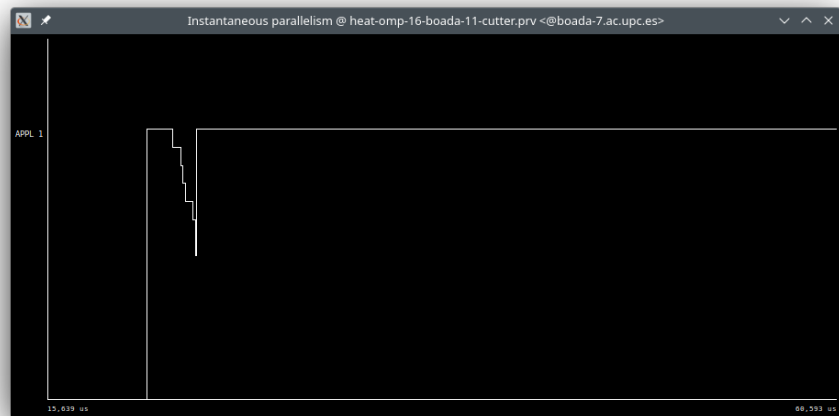 Instantaneous parallelism @ heat-omp-16-boada-11-cutter.prv <@boada-7.ac.upc.es>
APPL 1
15,639 us
60,593 us